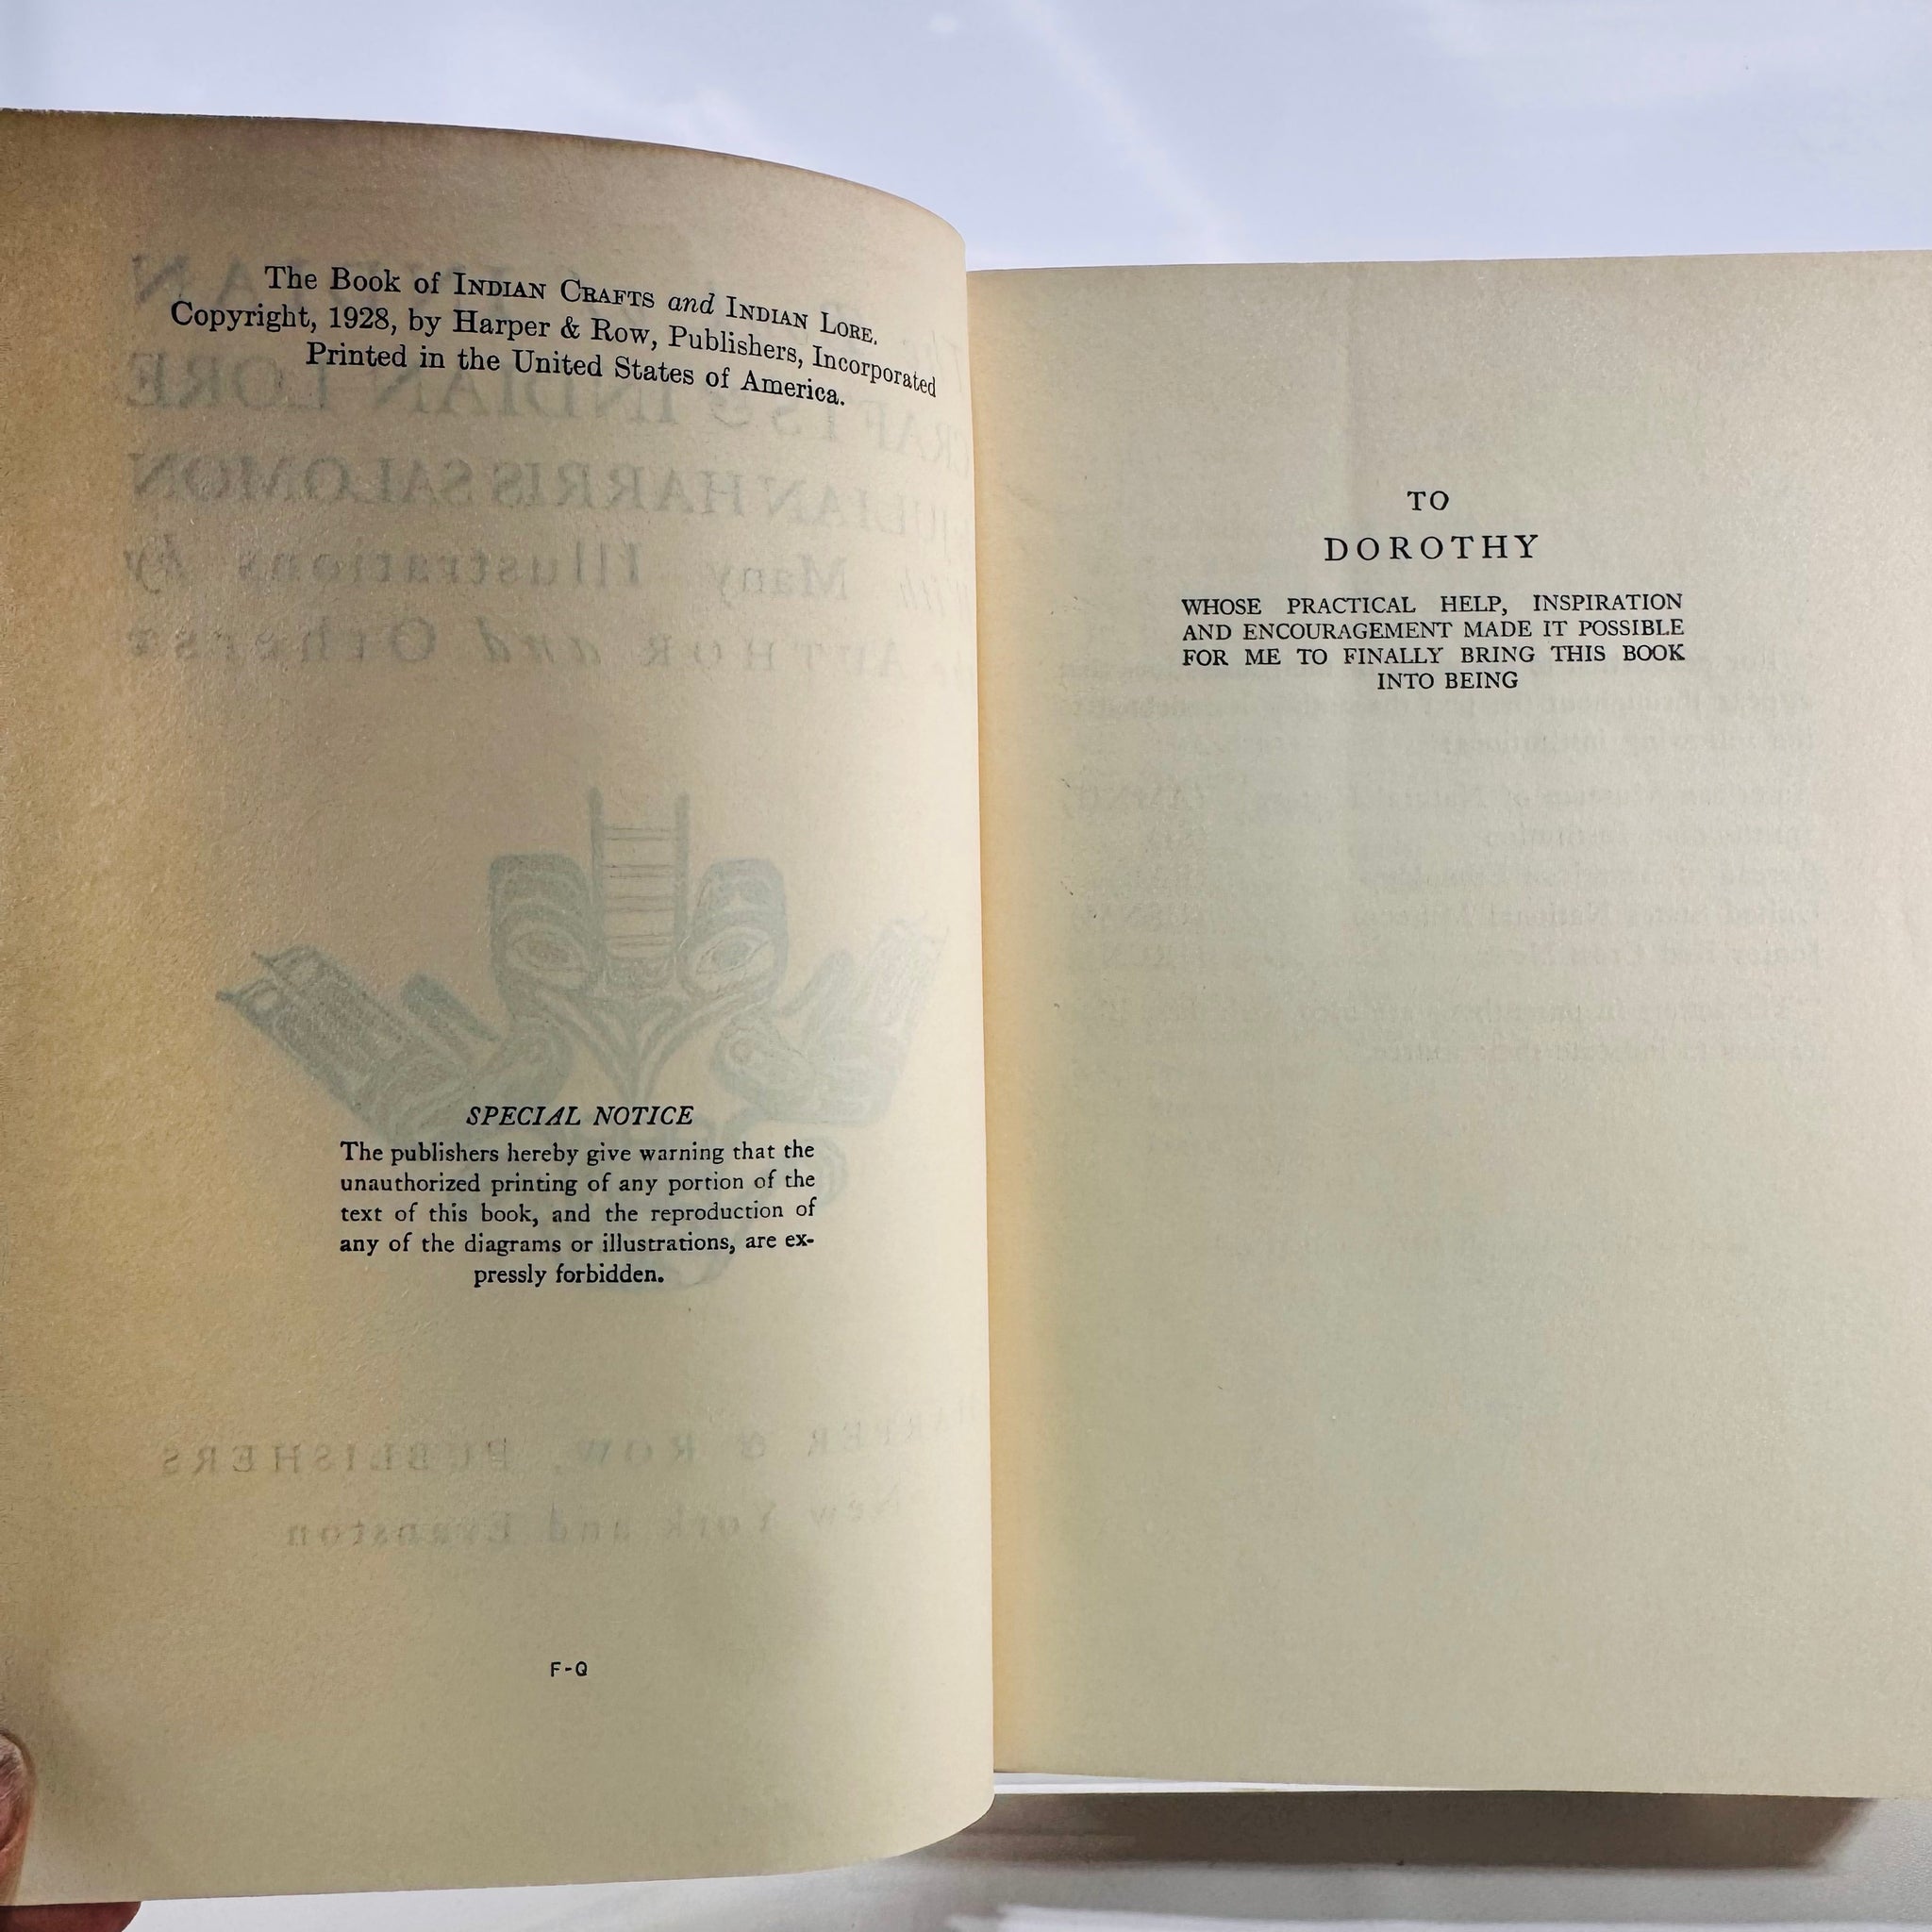 The Book of INDIAN CRAFTS and INDIAN LORE.
Copyright, 1928, by Harper & Row, Publishers, Incorporated
Printed in the United States of America.
SPECIAL NOTICE
The publishers hereby give warning that the
unauthorized printing of any portion of the
text of this book, and the reproduction of
any of the diagrams or illustrations, are ex-
pressly forbidden.
F-Q
TO
DOROTHY
WHOSE PRACTICAL HELP, INSPIRATION
AND ENCOURAGEMENT MADE IT POSSIBLE
FOR ME TO FINALLY BRING THIS BOOK
INTO BEING